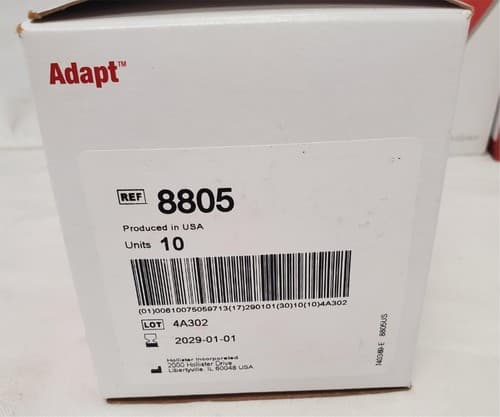 Adapt™
REF 8805
Produced in USA
Units 10
(01)00610075059713(17)290101(30)10(10)4A302
LOT 4A302
2029-01-01
Hollister Incorporated
2000 Hollister Drive
Libertyville, IL 60048 USA
8805US